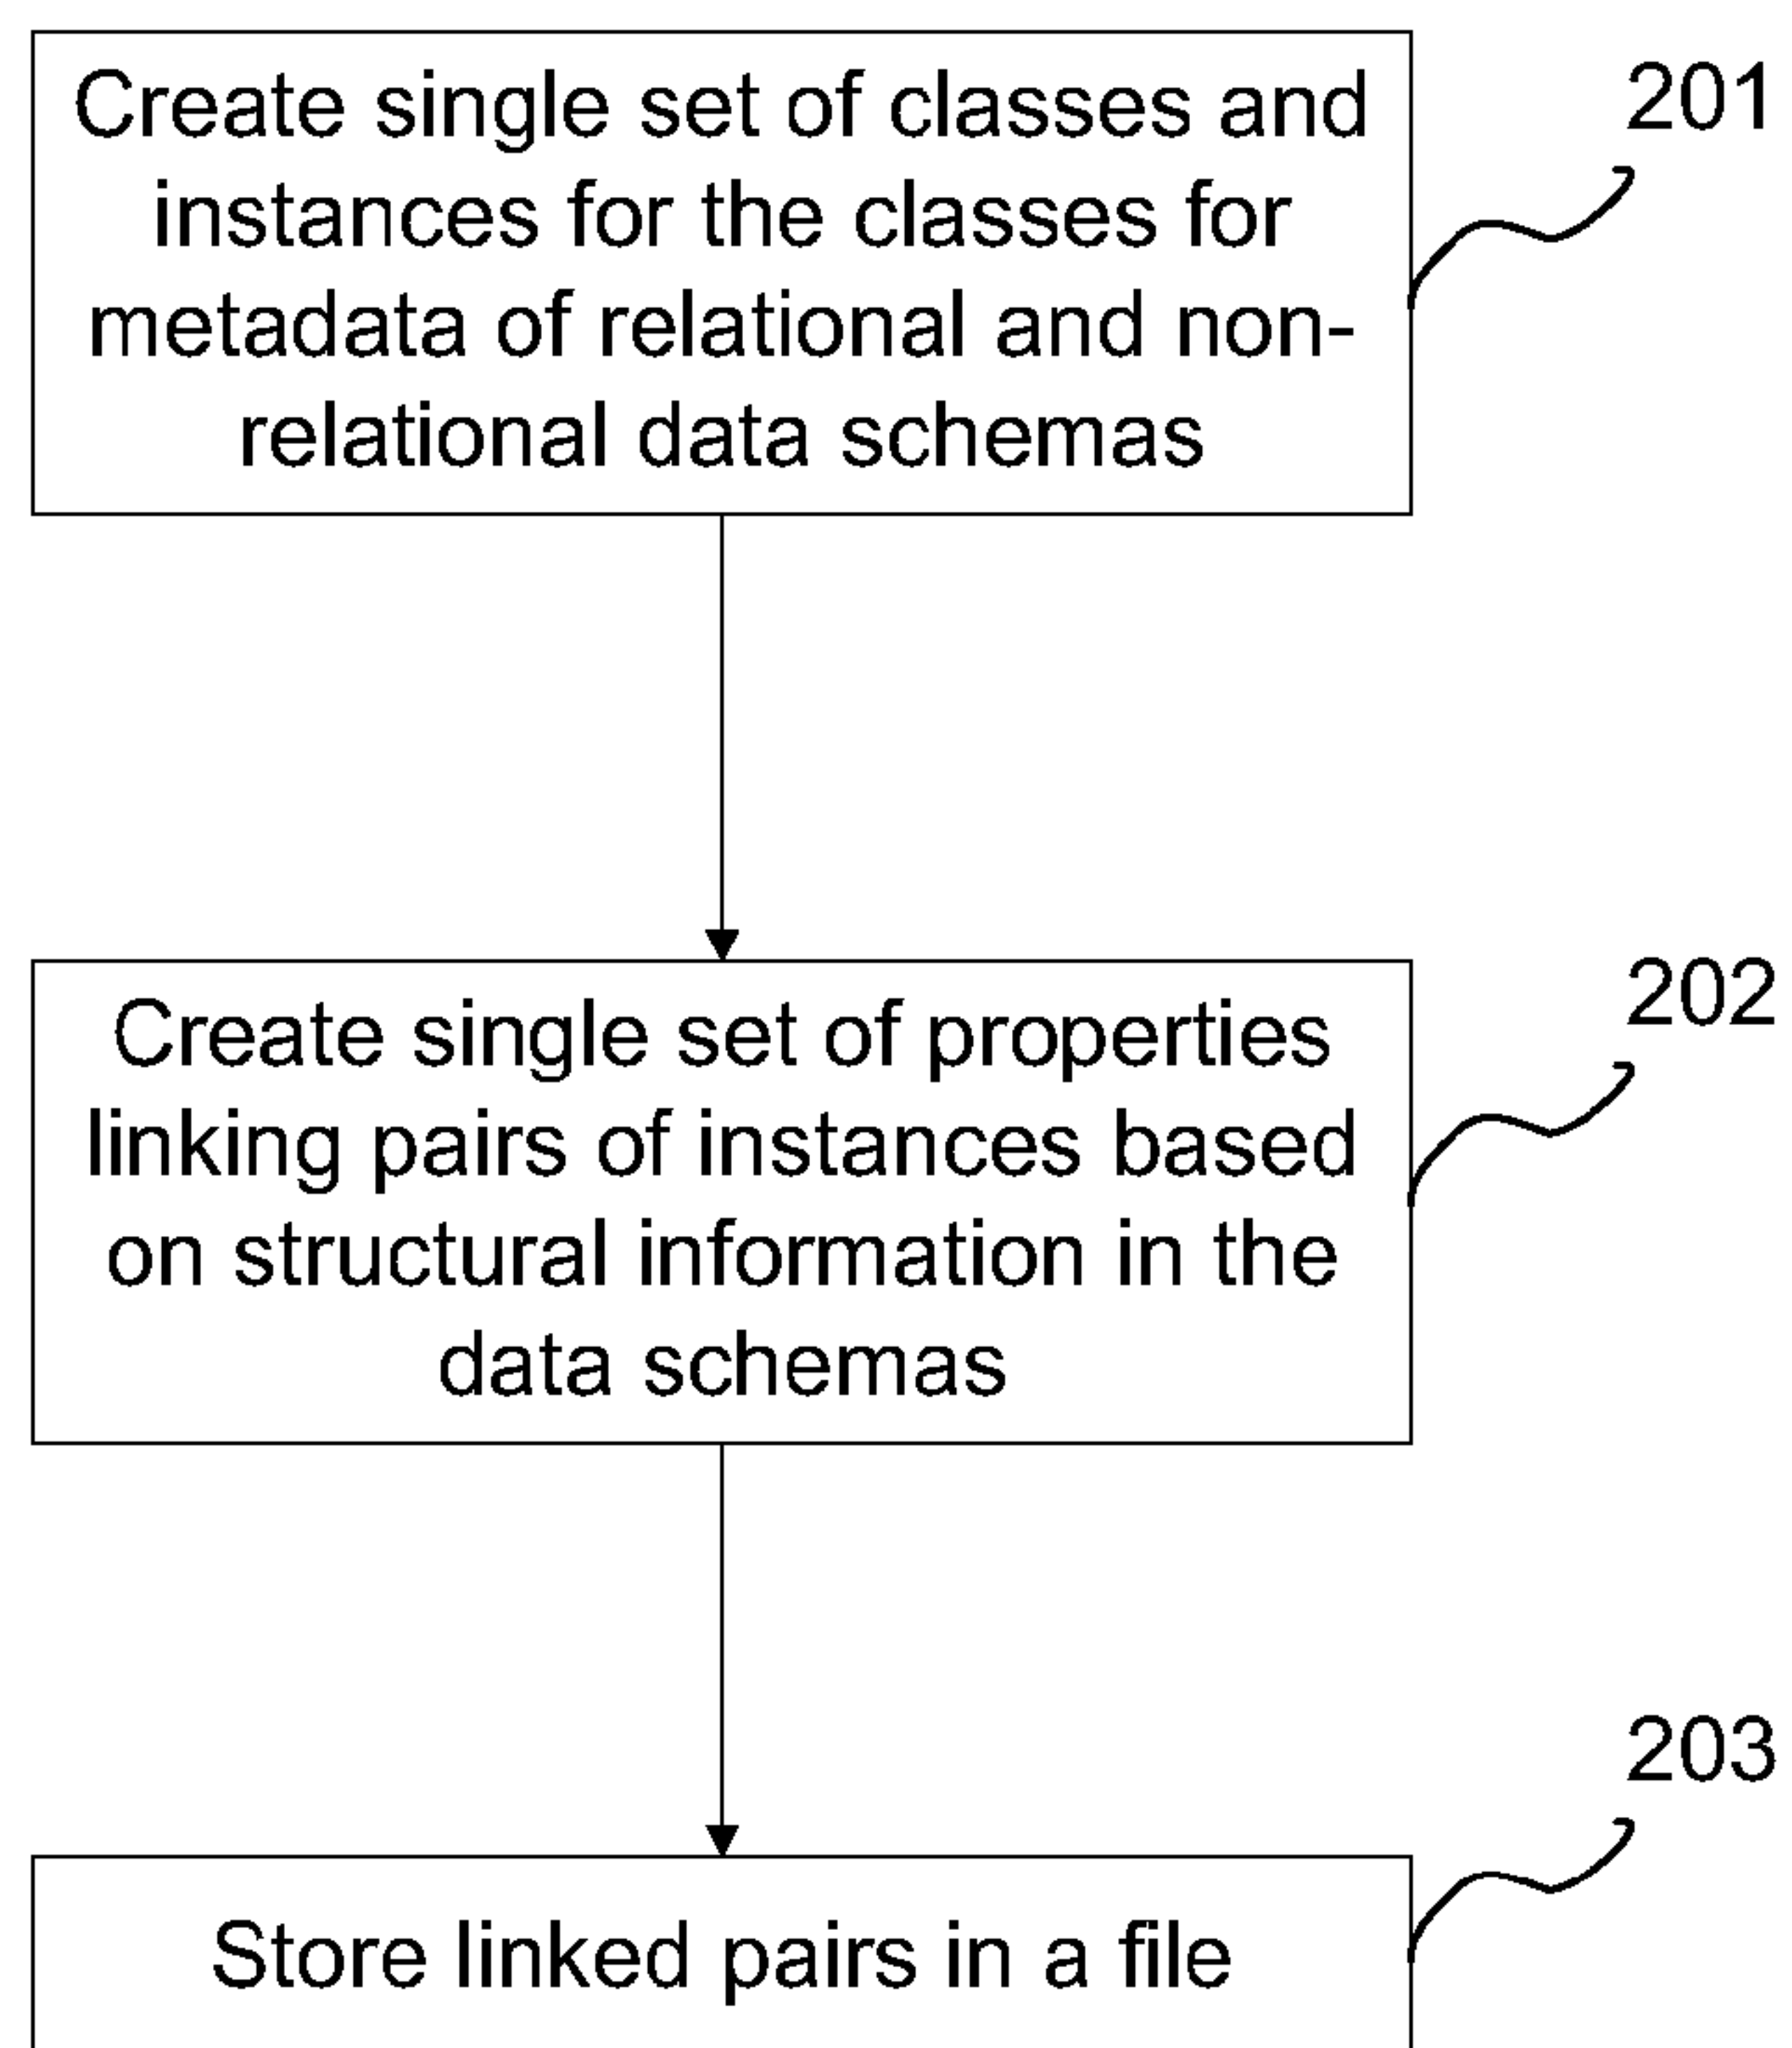 Create single set of classes and
instances for the classes for
metadata of relational and non-
relational data schemas
201
Create single set of properties
linking pairs of instances based
on structural information in the
data schemas
202
203
Store linked pairs in a file